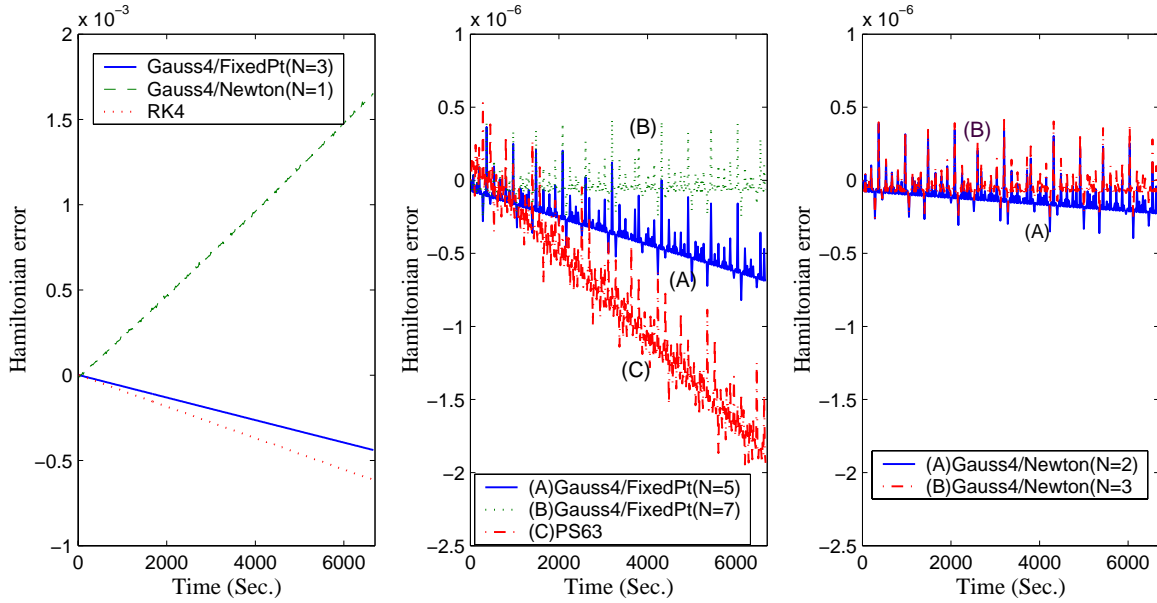 x 10−3
2
1.5
1
0.5
0
−0.5
−1
0
2000
4000
6000
Hamiltonian error
Time (Sec.)
Gauss4/FixedPt(N=3)
Gauss4/Newton(N=1)
RK4
x 10−6
1
0.5
0
−0.5
−1
−1.5
−2
−2.5
0
2000
4000
6000
Hamiltonian error
Time (Sec.)
(B)
(A)
(C)
(A)Gauss4/FixedPt(N=5)
(B)Gauss4/FixedPt(N=7)
(C)PS63
x 10−6
1
0.5
0
−0.5
−1
−1.5
−2
−2.5
0
2000
4000
6000
Hamiltonian error
Time (Sec.)
(B)
(A)
(A)Gauss4/Newton(N=2)
(B)Gauss4/Newton(N=3